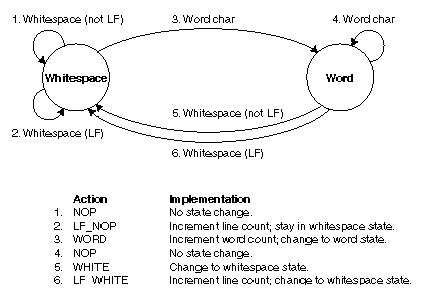 1. Whitespace (not LF)
3. Word char
4. Word char
Whitespace
Word
5. Whitespace (not LF)
2. Whitespace (LF)
6. Whitespace (LF)
Action Implementation
1. NOP No state change.
2. LF_NOP Increment line count; stay in whitespace state.
3. WORD Increment word count; change to word state.
4. NOP No state change.
5. WHITE Change to whitespace state.
6. LF_WHITE Increment line count; change to whitespace state.